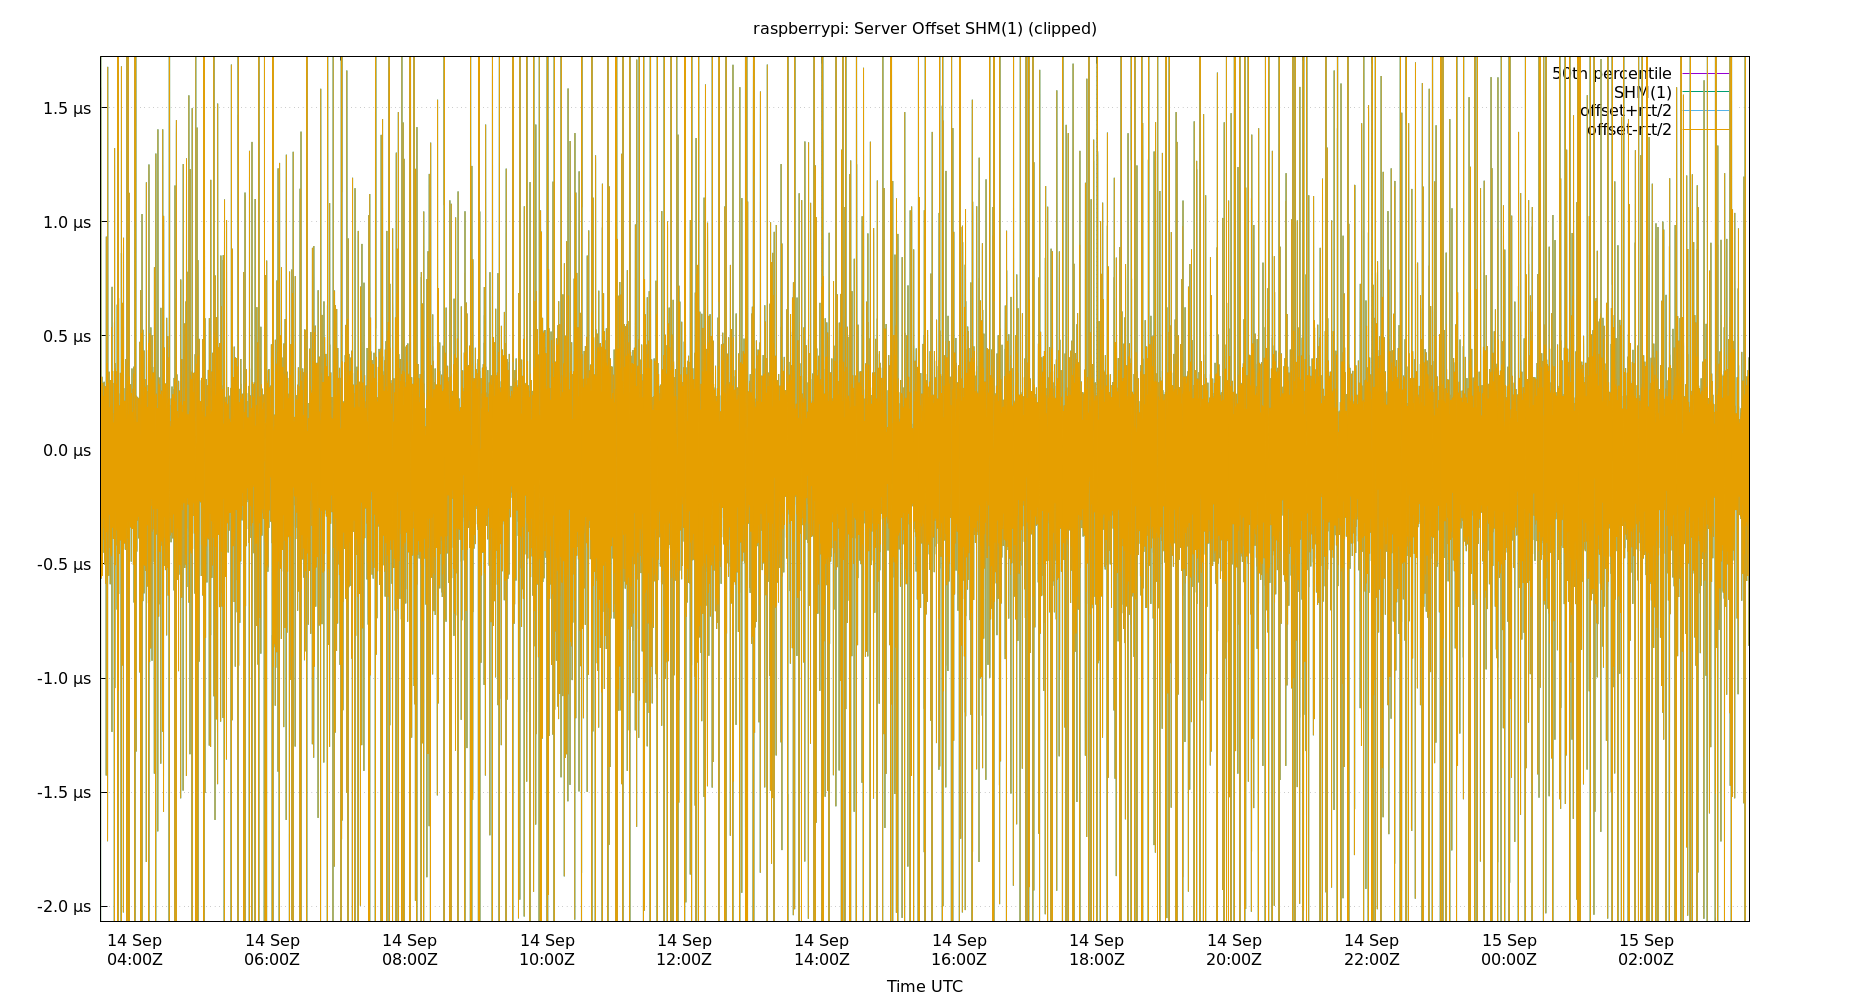 raspberrypi: Server Offset SHM(1) (clipped)
50th percentile
SHM(1)
offset+rtt/2
offset-rtt/2
1.5 µs
1.0 µs
0.5 µs
0.0 µs
-0.5 µs
-1.0 µs
-1.5 µs
-2.0 µs
14 Sep 14 Sep 14 Sep 14 Sep 14 Sep 14 Sep 14 Sep 14 Sep 14 Sep 14 Sep 15 Sep 15 Sep
04:00Z 06:00Z 08:00Z 10:00Z 12:00Z 14:00Z 16:00Z 18:00Z 20:00Z 22:00Z 00:00Z 02:00Z
Time UTC